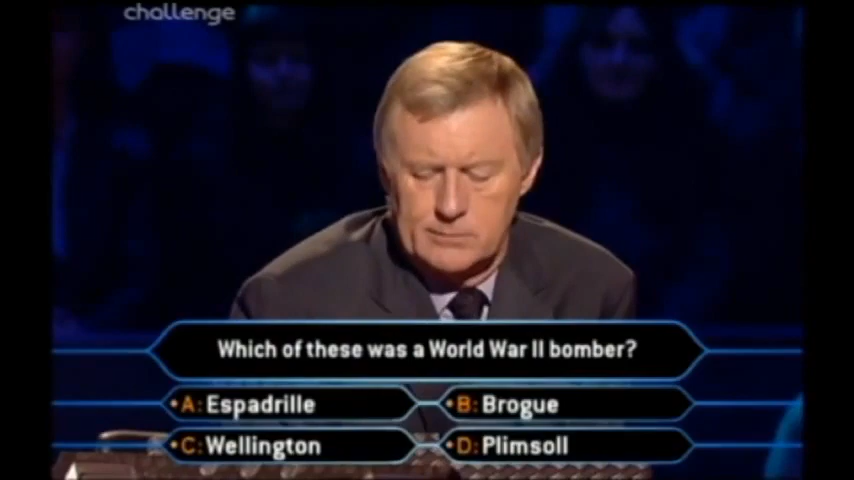 challenge
Which of these was a World War II bomber?
A: Espadrille
B: Brogue
C: Wellington
D: Plimsoll